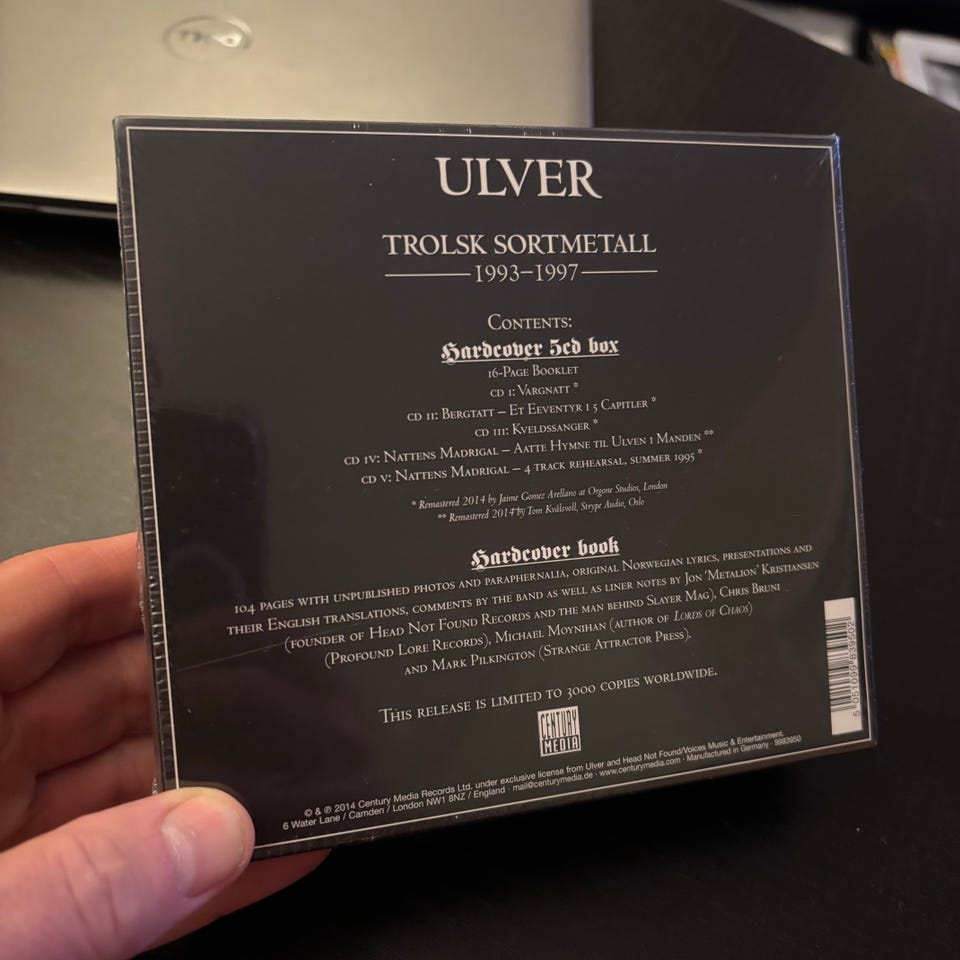 DELL
ULVER
TROLSK SORTMETALL
1993–1997
CONTENTS:
Hardcover 5cd box
16-PAGE BOOKLET
CD I: VARGNATT *
CD II: BERGTATT – ET EEVENTYR I 5 CAPITLER *
CD III: KVELDSSANGER *
CD IV: NATTENS MADRIGAL – AATTE HYMNE TIL ULVEN I MANDEN **
CD V: NATTENS MADRIGAL – 4 TRACK REHEARSAL, SUMMER 1995 *
* Remastered 2014 by Jaime Gomez Arellano at Orgone Studios, London
** Remastered 2014 by Tom Kvålsvoll, Strype Audio, Oslo
Hardcover book
104 PAGES WITH UNPUBLISHED PHOTOS AND PARAPHERNALIA, ORIGINAL NORWEGIAN LYRICS, PRESENTATIONS AND
THEIR ENGLISH TRANSLATIONS, COMMENTS BY THE BAND AS WELL AS LINER NOTES BY JON 'METALION' KRISTIANSEN
(FOUNDER OF HEAD NOT FOUND RECORDS AND THE MAN BEHIND SLAYER MAG), CHRIS BRUNI
(PROFOUND LORE RECORDS), MICHAEL MOYNIHAN (AUTHOR OF LORDS OF CHAOS)
AND MARK PILKINGTON (STRANGE ATTRACTOR PRESS).
THIS RELEASE IS LIMITED TO 3000 COPIES WORLDWIDE.
CENTURY
MEDIA
© & ℗ 2014 Century Media Records Ltd. under exclusive license from Ulver and Head Not Found/Voices Music & Entertainment.
6 Water Lane / Camden / London NW1 8NZ / England · mail@centurymedia.de · www.centurymedia.com · Manufactured in Germany · 9983950